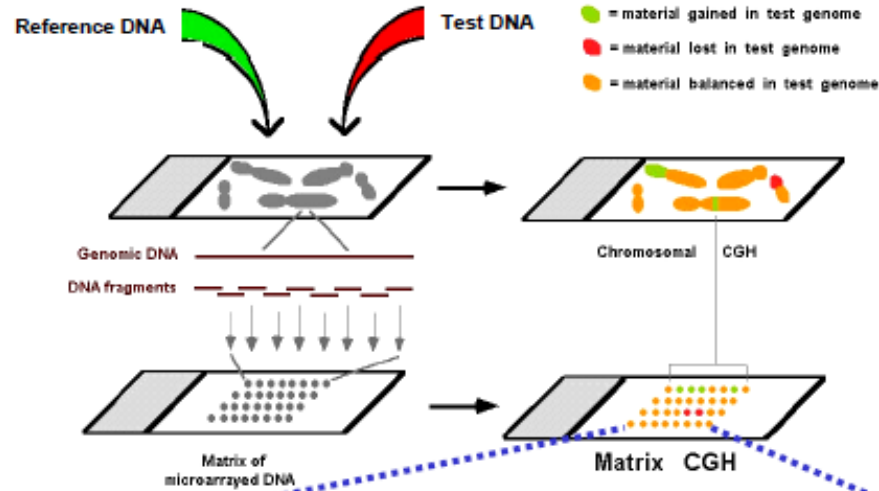 Reference DNA
Test DNA
= material gained in test genome
= material lost in test genome
= material balanced in test genome
Genomic DNA
DNA fragments
Chromosomal CGH
Matrix of
microarrayed DNA
Matrix CGH